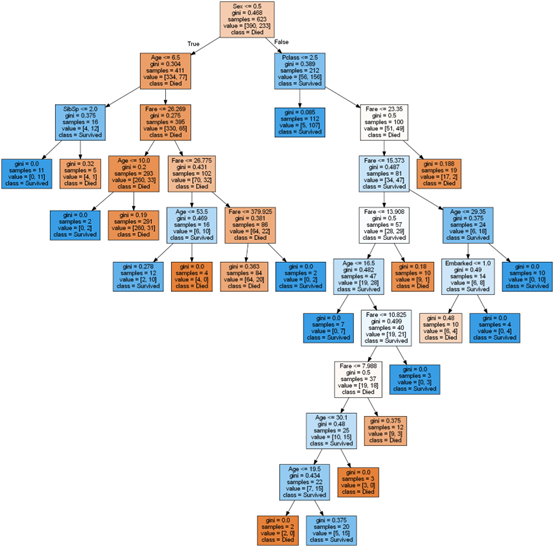 Sex <= 0.5
gini = 0.468
samples = 623
value = [390, 233]
class = Died
True
False
Age <= 6.5
gini = 0.304
samples = 411
value = [334, 77]
class = Died
Pclass <= 2.5
gini = 0.389
samples = 212
value = [56, 156]
class = Survived
SibSp <= 2.0
gini = 0.375
samples = 16
value = [4, 12]
class = Survived
Fare <= 26.269
gini = 0.275
samples = 395
value = [330, 65]
class = Died
gini = 0.085
samples = 112
value = [5, 107]
class = Survived
Fare <= 23.35
gini = 0.5
samples = 100
value = [51, 49]
class = Died
gini = 0.0
samples = 11
value = [0, 11]
class = Survived
gini = 0.32
samples = 5
value = [4, 1]
class = Died
Age <= 10.0
gini = 0.2
samples = 293
value = [260, 33]
class = Died
Fare <= 26.775
gini = 0.431
samples = 102
value = [70, 32]
class = Died
Fare <= 15.373
gini = 0.487
samples = 81
value = [34, 47]
class = Survived
gini = 0.188
samples = 19
value = [17, 2]
class = Died
gini = 0.0
samples = 2
value = [0, 2]
class = Survived
gini = 0.19
samples = 291
value = [260, 31]
class = Died
Age <= 53.5
gini = 0.469
samples = 16
value = [6, 10]
class = Survived
Fare <= 379.925
gini = 0.381
samples = 86
value = [64, 22]
class = Died
Fare <= 13.908
gini = 0.5
samples = 57
value = [28, 29]
class = Survived
Age <= 29.35
gini = 0.375
samples = 24
value = [6, 18]
class = Survived
gini = 0.278
samples = 12
value = [2, 10]
class = Survived
gini = 0.0
samples = 4
value = [4, 0]
class = Died
gini = 0.363
samples = 84
value = [64, 20]
class = Died
gini = 0.0
samples = 2
value = [0, 2]
class = Survived
Age <= 16.5
gini = 0.482
samples = 47
value = [19, 28]
class = Survived
gini = 0.18
samples = 10
value = [9, 1]
class = Died
Embarked <= 1.0
gini = 0.49
samples = 14
value = [6, 8]
class = Survived
gini = 0.0
samples = 10
value = [0, 10]
class = Survived
gini = 0.0
samples = 7
value = [0, 7]
class = Survived
Fare <= 10.825
gini = 0.499
samples = 40
value = [19, 21]
class = Survived
gini = 0.48
samples = 10
value = [6, 4]
class = Died
gini = 0.0
samples = 4
value = [0, 4]
class = Survived
Fare <= 7.988
gini = 0.5
samples = 37
value = [19, 18]
class = Died
gini = 0.0
samples = 3
value = [0, 3]
class = Survived
Age <= 30.1
gini = 0.48
samples = 25
value = [10, 15]
class = Survived
gini = 0.375
samples = 12
value = [9, 3]
class = Died
Age <= 19.5
gini = 0.434
samples = 22
value = [7, 15]
class = Survived
gini = 0.0
samples = 3
value = [3, 0]
class = Died
gini = 0.0
samples = 2
value = [2, 0]
class = Died
gini = 0.375
samples = 20
value = [5, 15]
class = Survived